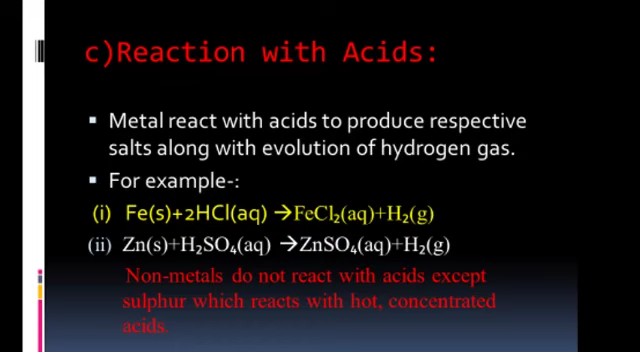 c)Reaction with Acids:
▪ Metal react with acids to produce respective
salts along with evolution of hydrogen gas.
▪ For example-:
(i) Fe(s)+2HCl(aq) →FeCl₂(aq)+H₂(g)
(ii) Zn(s)+H₂SO₄(aq) →ZnSO₄(aq)+H₂(g)
Non-metals do not react with acids except
sulphur which reacts with hot, concentrated
acids.